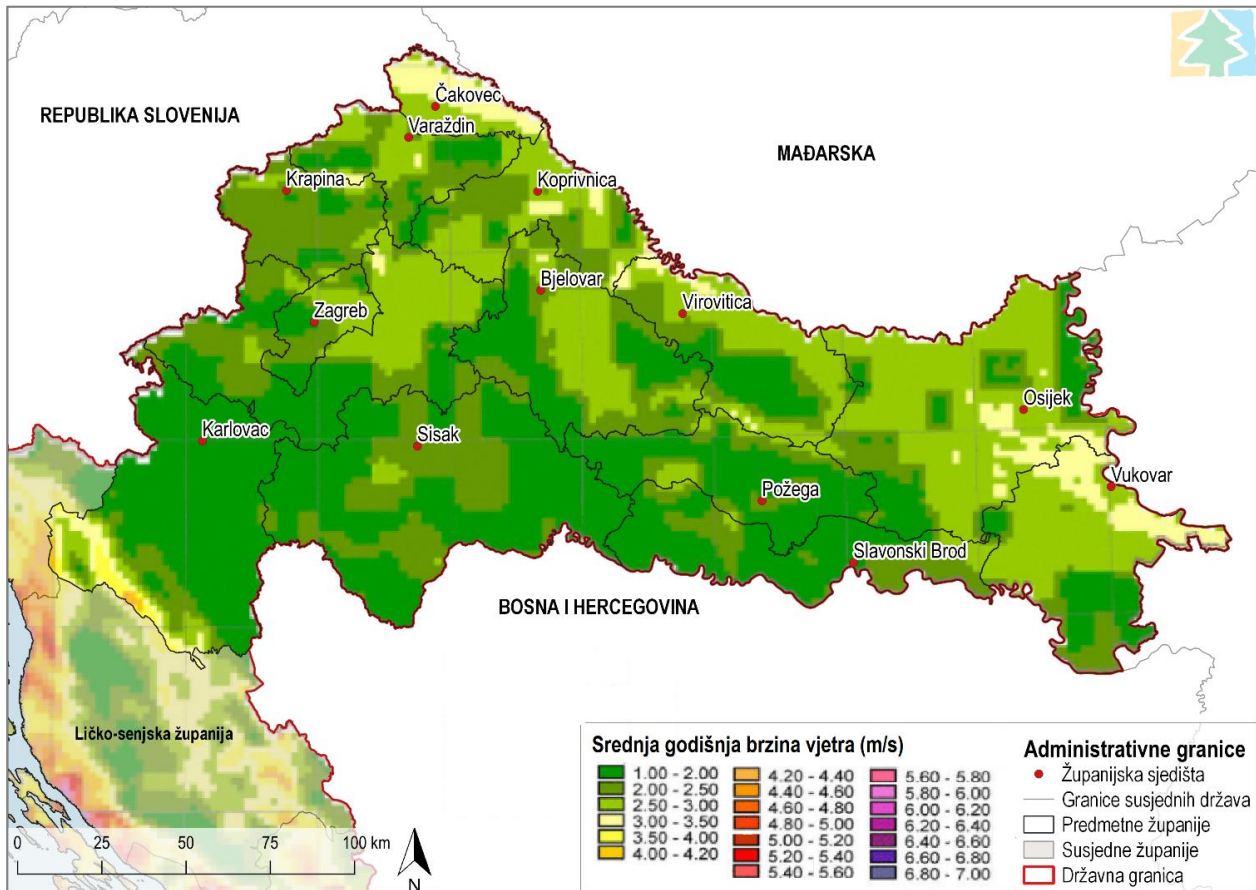 REPUBLIKA SLOVENIJA
MAĐARSKA
Čakovec
Varaždin
Krapina
Koprivnica
Bjelovar
Virovitica
Zagreb
Osijek
Karlovac
Sisak
Vukovar
Požega
Slavonski Brod
BOSNA I HERCEGOVINA
Ličko-senjska županija
Srednja godišnja brzina vjetra (m/s)
1.00 - 2.00
2.00 - 2.50
2.50 - 3.00
3.00 - 3.50
3.50 - 4.00
4.00 - 4.20
4.20 - 4.40
4.40 - 4.60
4.60 - 4.80
4.80 - 5.00
5.00 - 5.20
5.20 - 5.40
5.40 - 5.60
5.60 - 5.80
5.80 - 6.00
6.00 - 6.20
6.20 - 6.40
6.40 - 6.60
6.60 - 6.80
6.80 - 7.00
Administrativne granice
Županijska sjedišta
Granice susjednih država
Predmetne županije
Susjedne županije
Državna granica
0 25 50 100 km
N